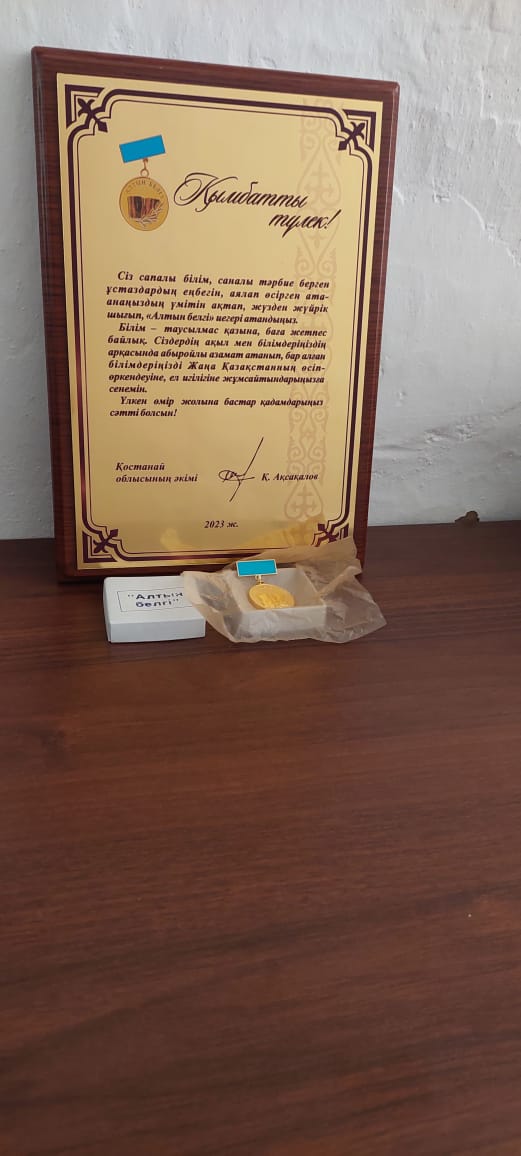 АЛТЫН БЕЛГІ
Қымбатты
түлек!
Сіз сапалы білім, саналы тәрбие берген
ұстаздардың еңбегін, аялап өсірген ата-
анаңыздың үмітін ақтап, жүзден жүйрік
шығып, «Алтын белгі» иегері атандыңыз.
Білім – таусылмас қазына, баға жетпес
байлық. Сіздердің ақыл мен білімдеріңіздің
арқасында абыройлы азамат атанып, бар алған
білімдеріңізді Жаңа Қазақстанның өсіп-
өркендеуіне, ел игілігіне жұмсайтындарыңызға
сенемін.
Үлкен өмір жолына бастар қадамдарыңыз
сәтті болсын!
Қостанай
облысының әкімі
Қ. Ақсақалов
2023 ж.
"Алтын
белгі"